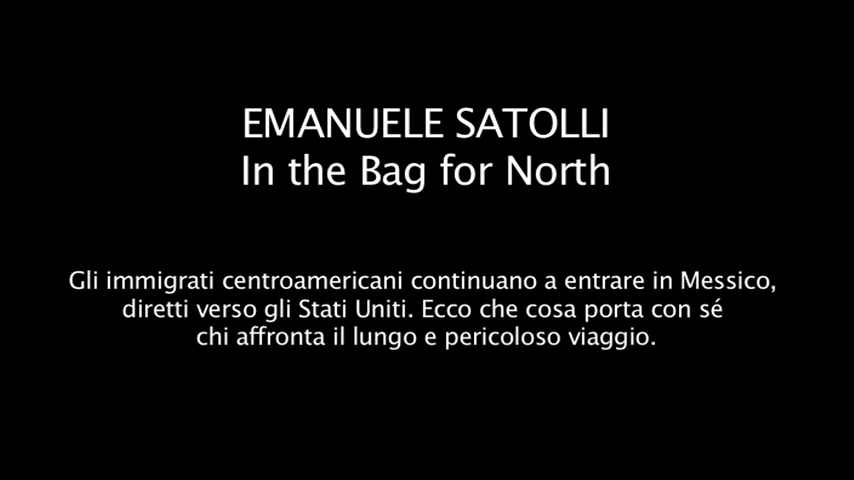 EMANUELE SATOLLI
In the Bag for North
Gli immigrati centroamericani continuano a entrare in Messico,
diretti verso gli Stati Uniti. Ecco che cosa porta con sé
chi affronta il lungo e pericoloso viaggio.